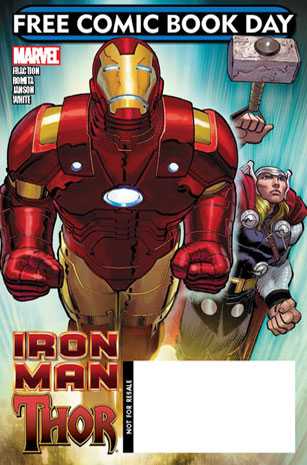 FREE COMIC BOOK DAY
MARVEL
FRACTION
ROMITA
JANSON
WHITE
IRON
MAN
THOR
NOT FOR RESALE